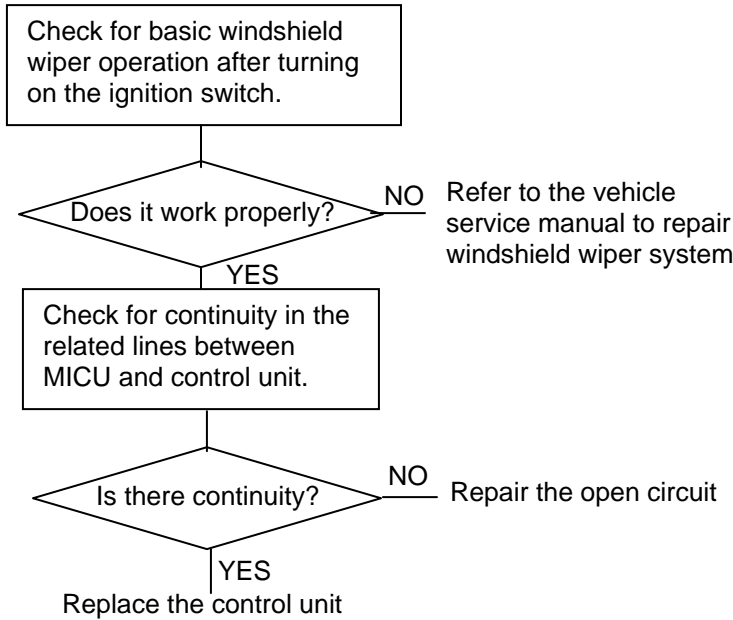 Check for basic windshield
wiper operation after turning
on the ignition switch.
Does it work properly?
NO
Refer to the vehicle
service manual to repair
windshield wiper system
YES
Check for continuity in the
related lines between
MICU and control unit.
Is there continuity?
NO
Repair the open circuit
YES
Replace the control unit